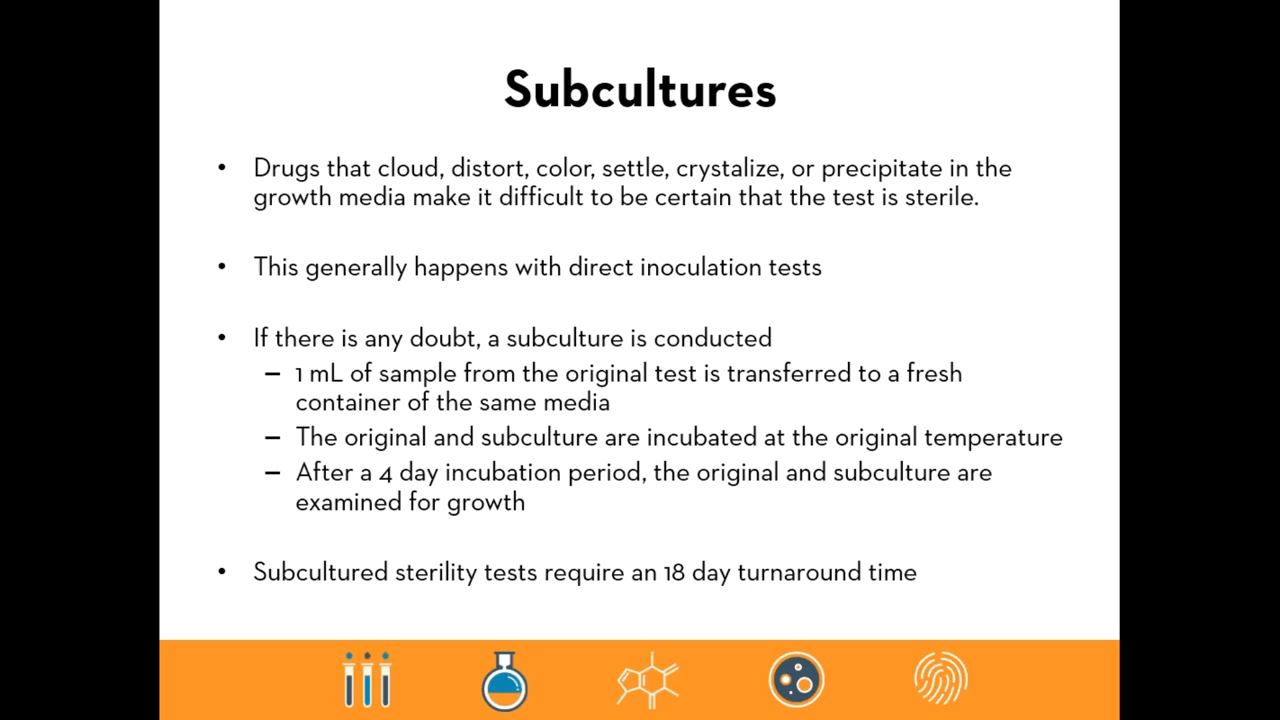 Subcultures
• Drugs that cloud, distort, color, settle, crystalize, or precipitate in the
growth media make it difficult to be certain that the test is sterile.
• This generally happens with direct inoculation tests
• If there is any doubt, a subculture is conducted
– 1 mL of sample from the original test is transferred to a fresh
container of the same media
– The original and subculture are incubated at the original temperature
– After a 4 day incubation period, the original and subculture are
examined for growth
• Subcultured sterility tests require an 18 day turnaround time